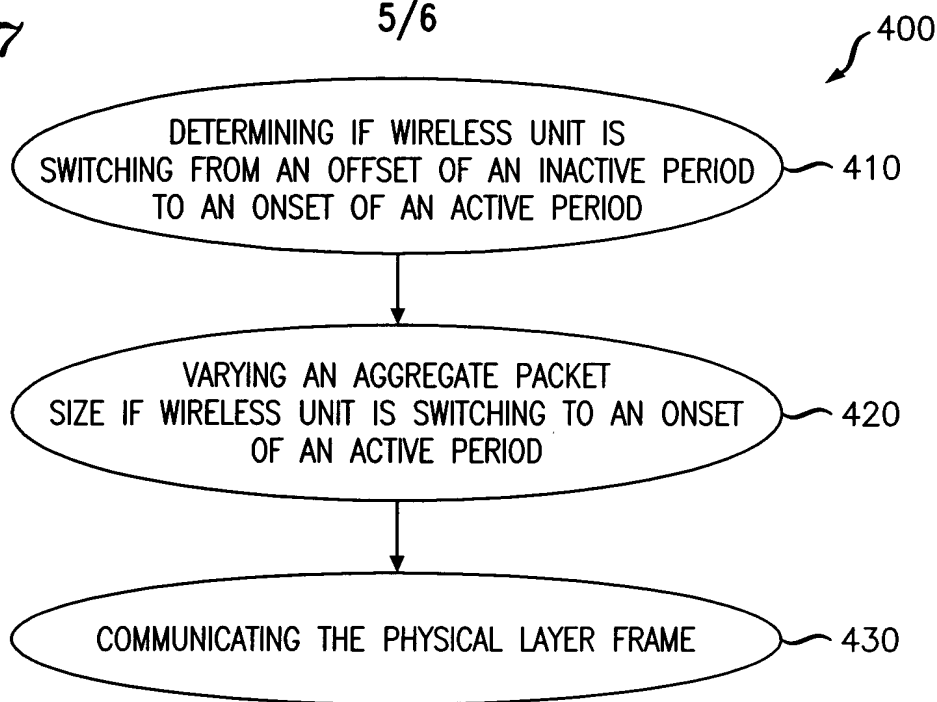 7
5/6
400
DETERMINING IF WIRELESS UNIT IS
SWITCHING FROM AN OFFSET OF AN INACTIVE PERIOD
TO AN ONSET OF AN ACTIVE PERIOD
410
VARYING AN AGGREGATE PACKET
SIZE IF WIRELESS UNIT IS SWITCHING TO AN ONSET
OF AN ACTIVE PERIOD
420
COMMUNICATING THE PHYSICAL LAYER FRAME
430